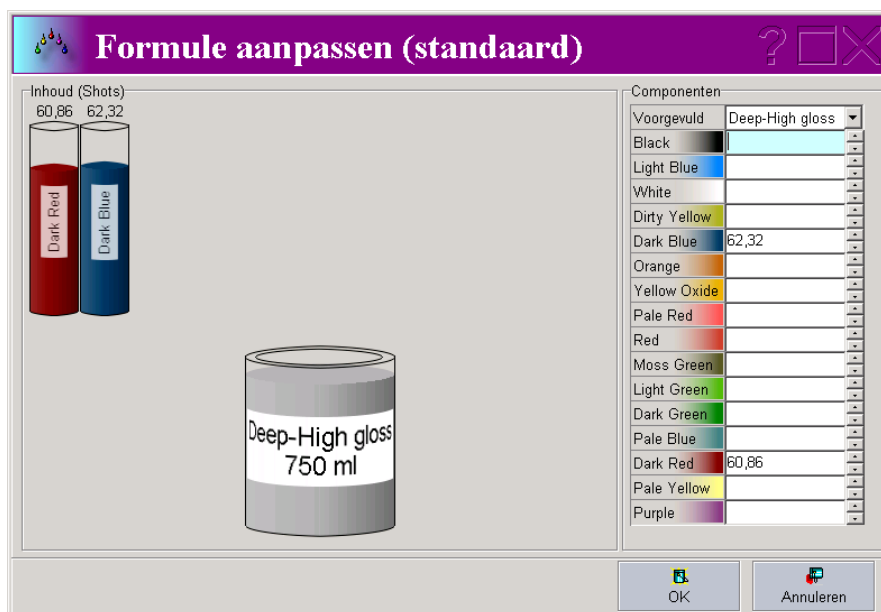 Formule aanpassen (standaard)
Inhoud (Shots)
60,86 62,32
Dark Red
Dark Blue
Deep-High gloss
750 ml
Componenten
Voorgevuld Deep-High gloss
Black
Light Blue
White
Dirty Yellow
Dark Blue 62,32
Orange
Yellow Oxide
Pale Red
Red
Moss Green
Light Green
Dark Green
Pale Blue
Dark Red 60,86
Pale Yellow
Purple
OK
Annuleren